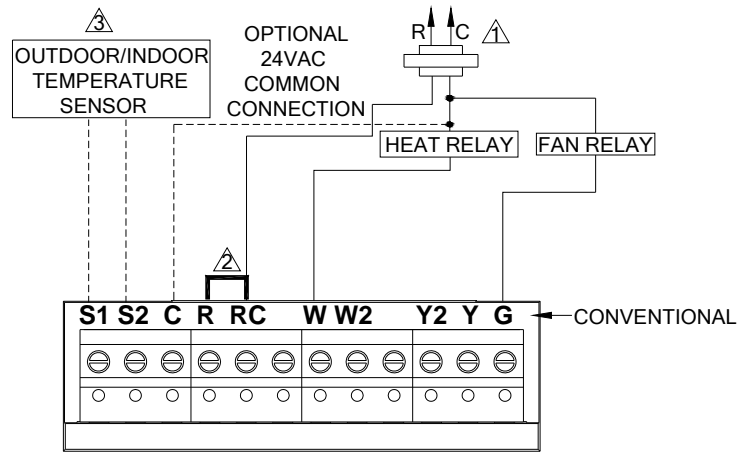 3
OUTDOOR/INDOOR
TEMPERATURE
SENSOR
OPTIONAL
24VAC
COMMON
CONNECTION
R C 1
HEAT RELAY
FAN RELAY
2
S1 S2 C R RC W W2 Y2 Y G
CONVENTIONAL